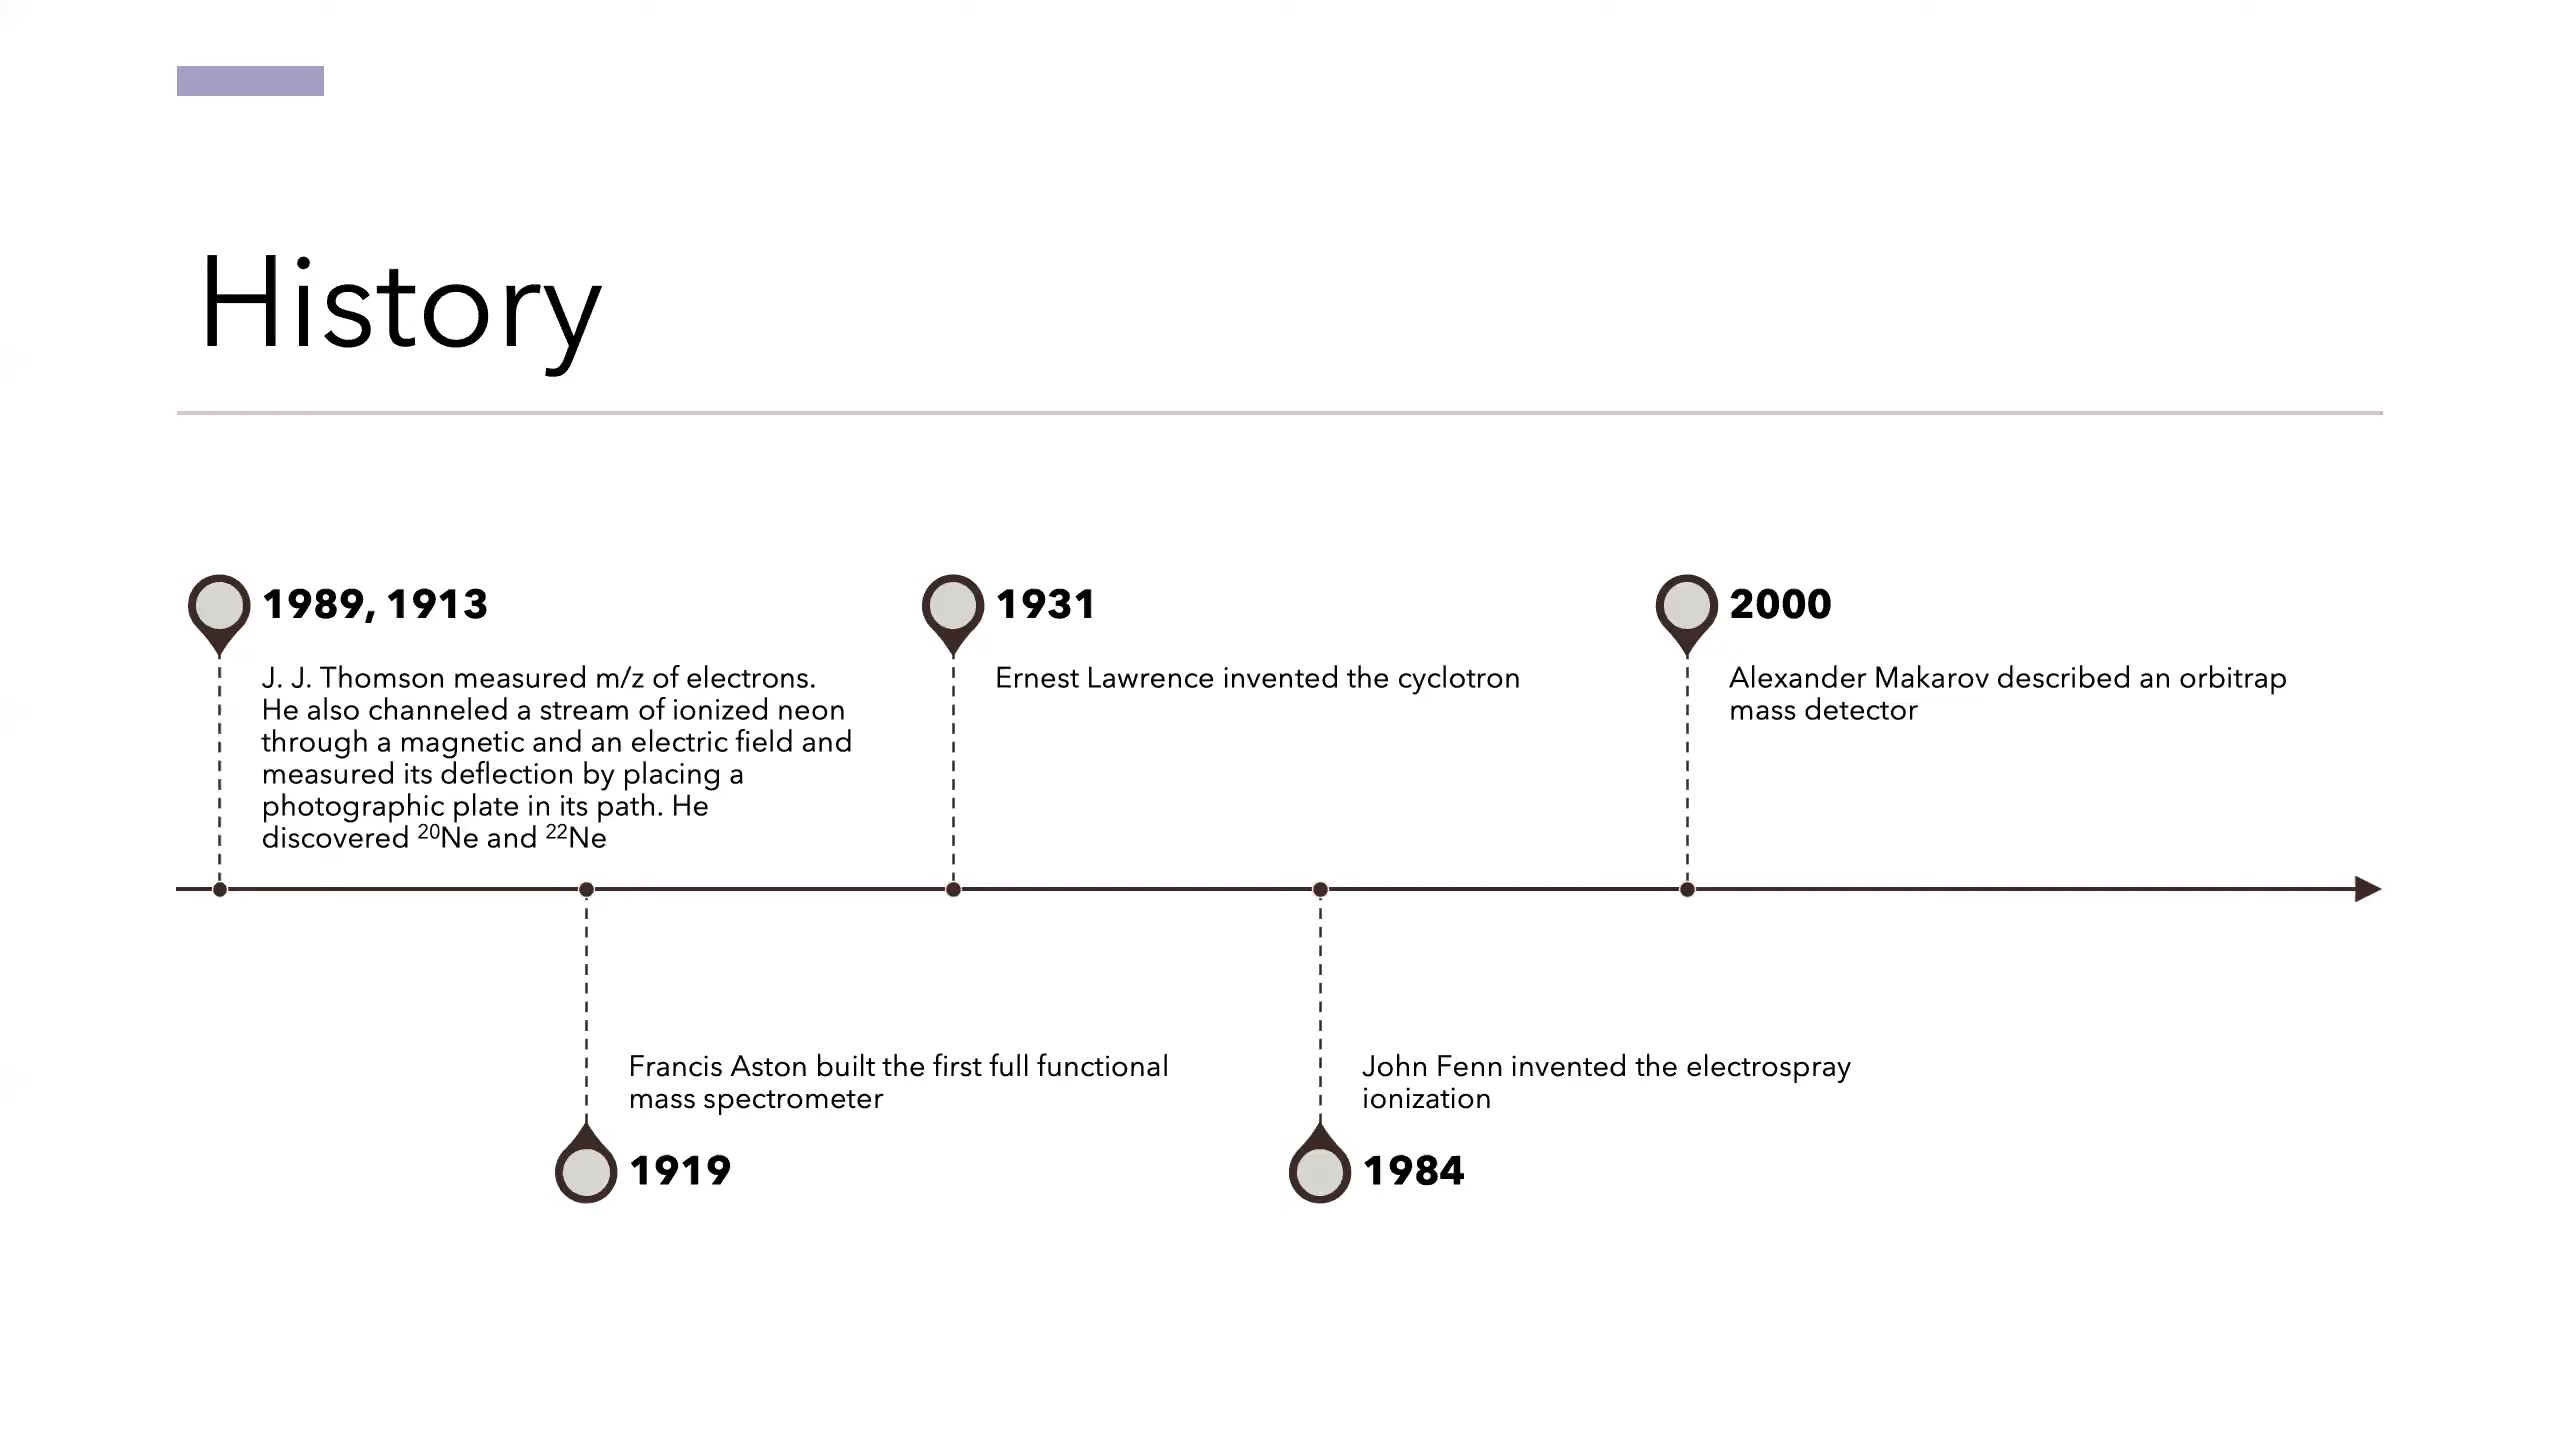 History
1989, 1913
J. J. Thomson measured m/z of electrons.
He also channeled a stream of ionized neon
through a magnetic and an electric field and
measured its deflection by placing a
photographic plate in its path. He
discovered ²⁰Ne and ²²Ne
1931
Ernest Lawrence invented the cyclotron
2000
Alexander Makarov described an orbitrap
mass detector
Francis Aston built the first full functional
mass spectrometer
1919
John Fenn invented the electrospray
ionization
1984